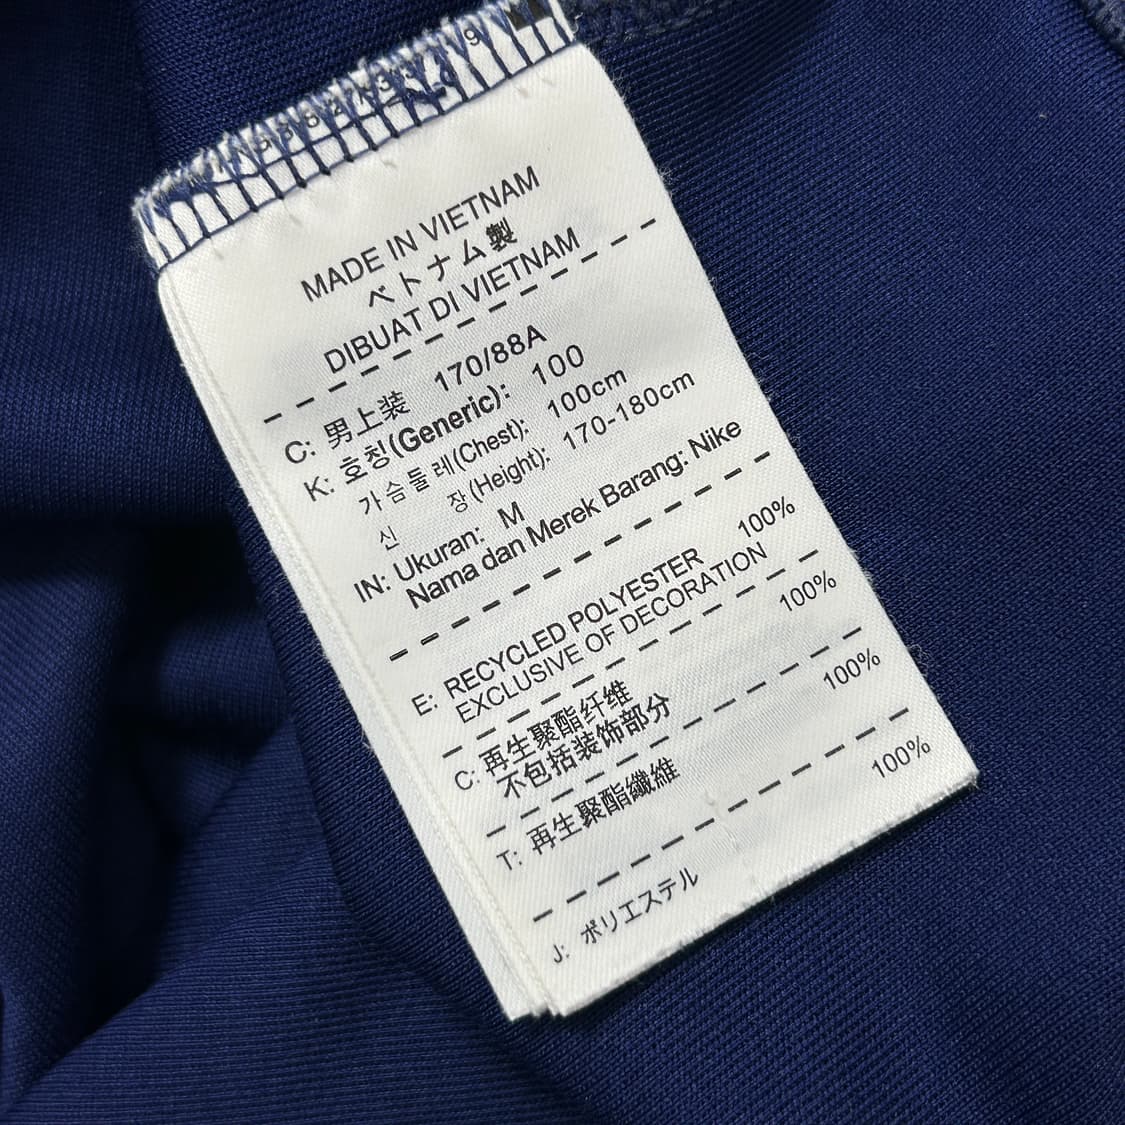 MADE IN VIETNAM
ベトナム製
DIBUAT DI VIETNAM
C: 男上装 170/88A
K: 호칭(Generic): 100
가슴둘레(Chest): 100cm
신 장(Height): 170-180cm
IN: Ukuran: M
Nama dan Merek Barang: Nike
E: RECYCLED POLYESTER 100%
EXCLUSIVE OF DECORATION
C: 再生聚酯纤维 100%
不包括装饰部分
T: 再生聚酯纖維 100%
J: ポリエステル 100%